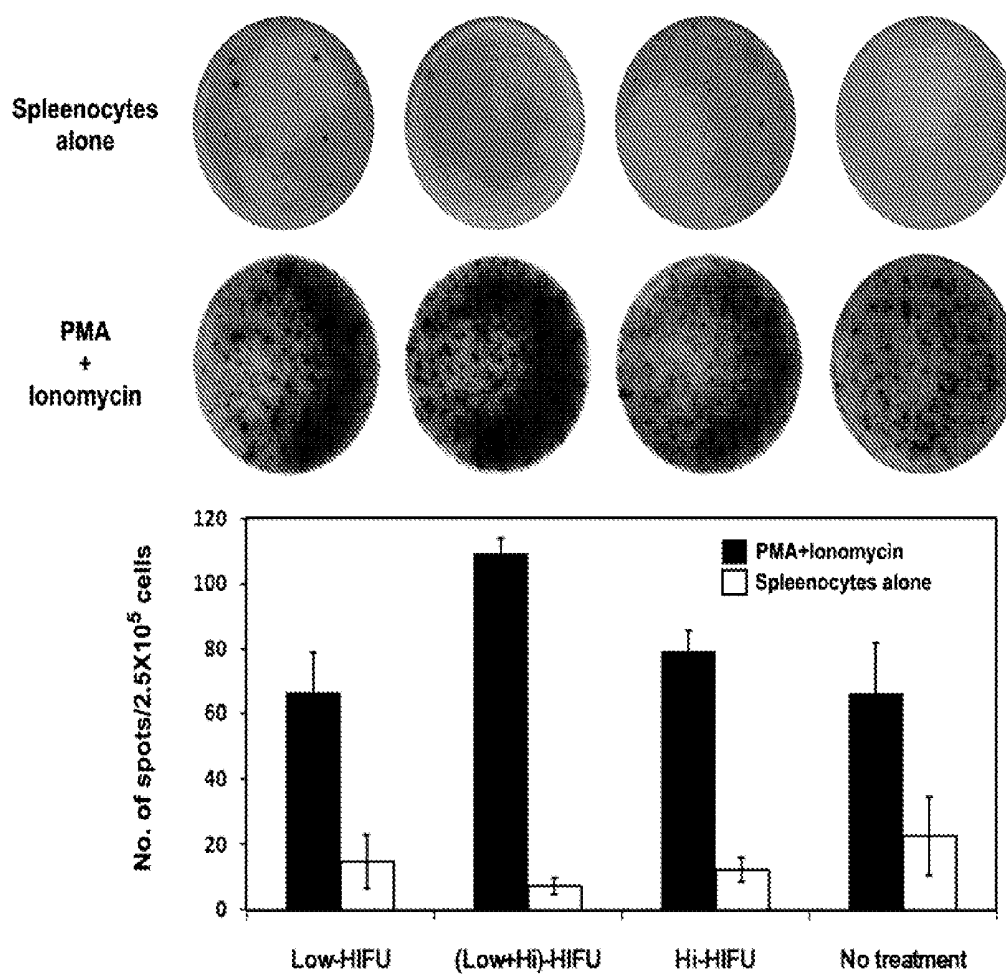 Spleenocytes
alone
PMA
+
Ionomycin
No. of spots/2.5X10⁵ cells
120
100
80
60
40
20
0
PMA+Ionomycin
Spleenocytes alone
Low-HIFU
(Low+Hi)-HIFU
Hi-HIFU
No treatment